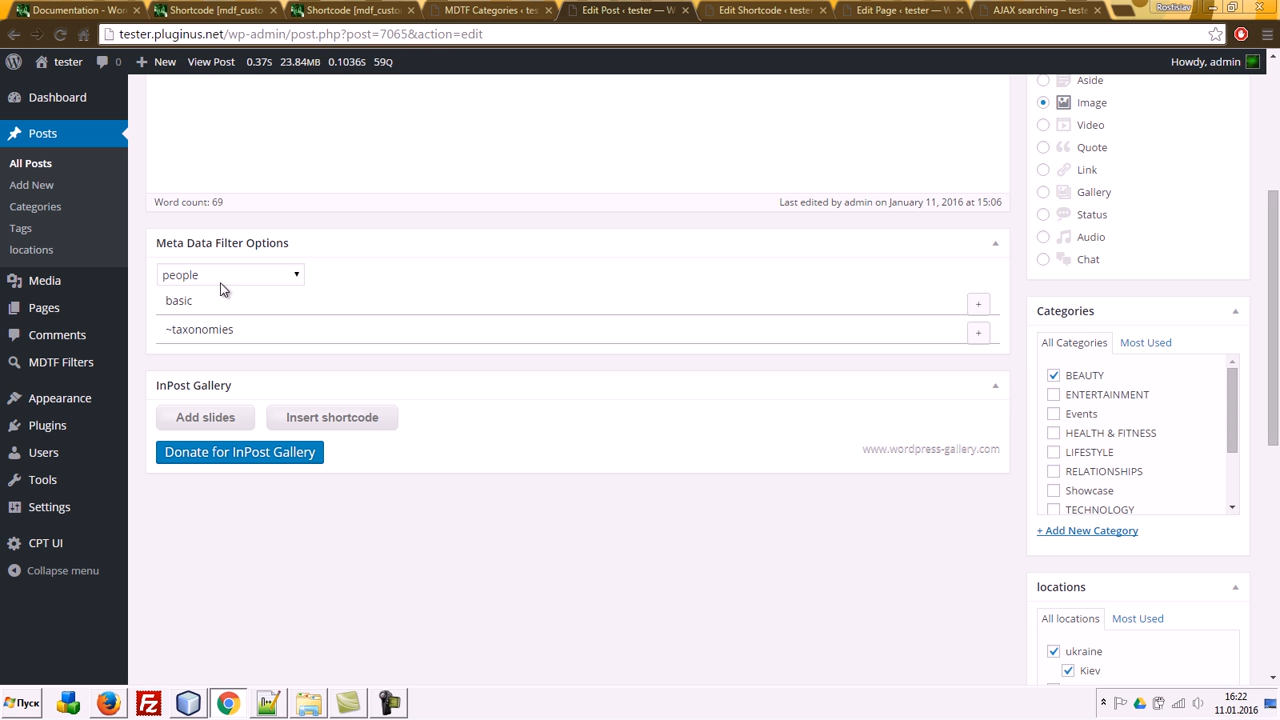 Documentation - W
Shortcode [mdf_custo
Shortcode [mdf_custo
MDTF Categories ‹ tes
Edit Post ‹ tester — W
Edit Shortcode ‹ teste
Edit Page ‹ tester — W
AJAX searching – teste
Rostislav
tester.pluginus.net/wp-admin/post.php?post=7065&action=edit
tester 0 New View Post 0.37s 23.84MB 0.1036s 59Q Howdy, admin
Dashboard
Posts
All Posts
Add New
Categories
Tags
locations
Media
Pages
Comments
MDTF Filters
Appearance
Plugins
Users
Tools
Settings
CPT UI
Collapse menu
Word count: 69
Last edited by admin on January 11, 2016 at 15:06
Meta Data Filter Options
people
basic
+
~taxonomies
+
InPost Gallery
Add slides
Insert shortcode
Donate for InPost Gallery
www.wordpress-gallery.com
Aside
Image
Video
Quote
Link
Gallery
Status
Audio
Chat
Categories
All Categories
Most Used
BEAUTY
ENTERTAINMENT
Events
HEALTH & FITNESS
LIFESTYLE
RELATIONSHIPS
Showcase
TECHNOLOGY
+ Add New Category
locations
All locations
Most Used
ukraine
Kiev
Пуск
16:22
11.01.2016